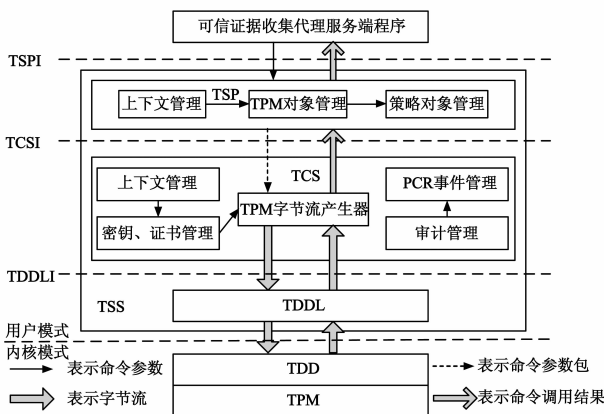 可信证据收集代理服务端程序
TSPI
TSP
上下文管理
TPM对象管理
策略对象管理
TCSI
TCS
上下文管理
PCR事件管理
TPM字节流产生器
密钥、证书管理
审计管理
TDDLI
TSS
TDDL
用户模式
内核模式
TDD
表示命令参数
表示命令参数包
TPM
表示字节流
表示命令调用结果